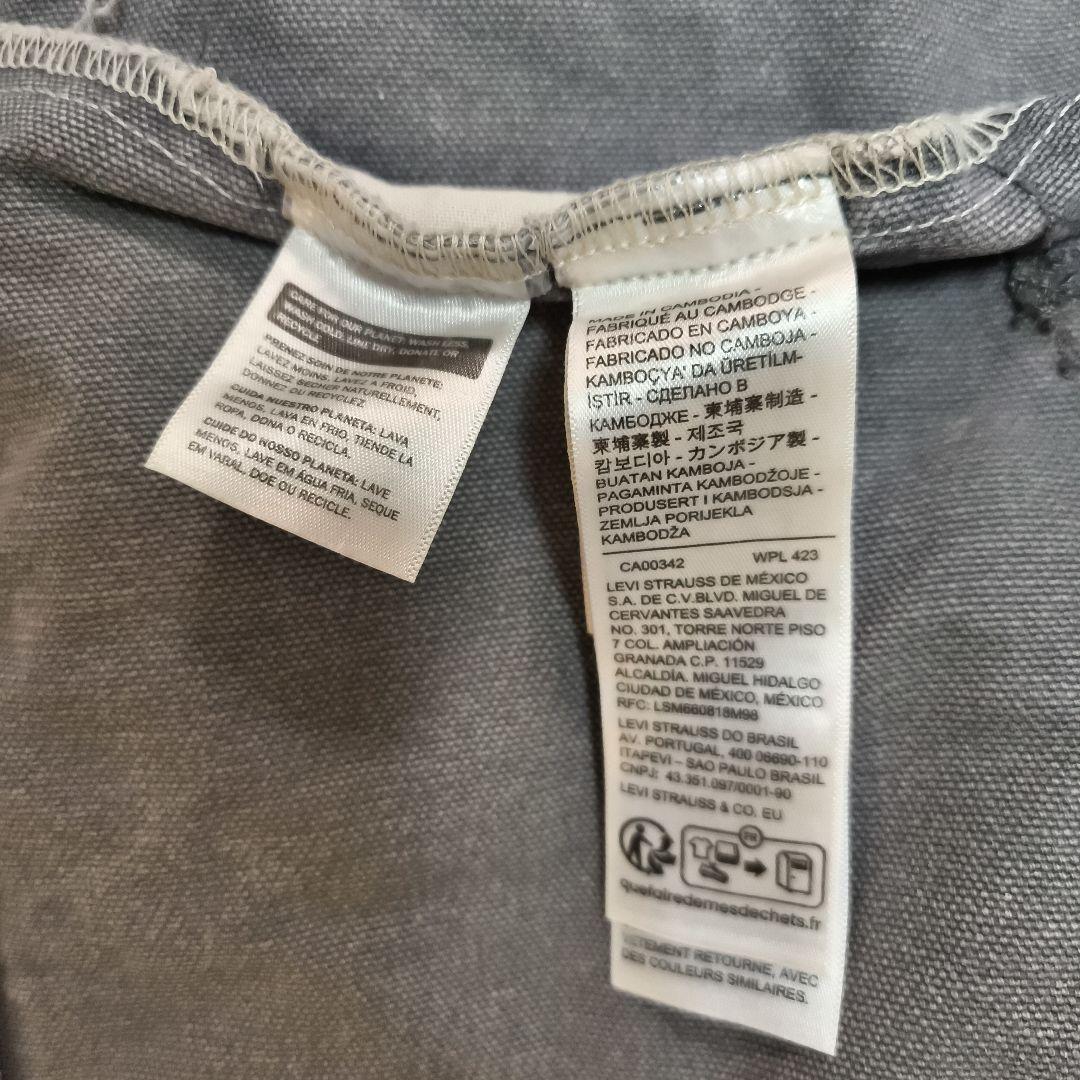 CARE FOR OUR PLANET: WASH LESS,
WASH COLD, LINE DRY, DONATE OR
RECYCLE.
PRENEZ SOIN DE NOTRE PLANÈTE:
LAVEZ MOINS, LAVEZ A FROID,
LAISSEZ SECHER NATURELLEMENT,
DONNEZ OU RECYCLEZ
CUIDA NUESTRO PLANETA: LAVA
MENOS, LAVA EN FRIO, TIENDE LA
ROPA, DONA O RECICLA.
CUIDE DO NOSSO PLANETA: LAVE
MENOS, LAVE EM ÁGUA FRIA, SEQUE
EM VARAL, DOE OU RECICLE.
MADE IN CAMBODIA -
FABRIQUÉ AU CAMBODGE -
FABRICADO EN CAMBOYA -
FABRICADO NO CAMBOJA -
KAMBOÇYA' DA ÜRETİLM-
İŞTİR - СДЕЛАНО В
КАМБОДЖЕ - 柬埔寨制造 -
柬埔寨製 - 제조국
캄보디아 - カンボジア製 -
BUATAN KAMBOJA -
PAGAMINTA KAMBODŽOJE -
PRODUSERT I KAMBODSJA -
ZEMLJA PORIJEKLA
KAMBODŽA
CA00342 WPL 423
LEVI STRAUSS DE MÉXICO
S.A. DE C.V.BLVD. MIGUEL DE
CERVANTES SAAVEDRA
NO. 301, TORRE NORTE PISO
7 COL. AMPLIACIÓN
GRANADA C.P. 11529
ALCALDÍA. MIGUEL HIDALGO
CIUDAD DE MÉXICO, MÉXICO
RFC: LSM660818M98
LEVI STRAUSS DO BRASIL
AV. PORTUGAL, 400 06690-110
ITAPEVI – SAO PAULO BRASIL
CNPJ: 43.351.097/0001-90
LEVI STRAUSS & CO. EU
FR
quefairedemesdechets.fr
VETEMENT RETOURNE, AVEC
DES COULEURS SIMILAIRES.